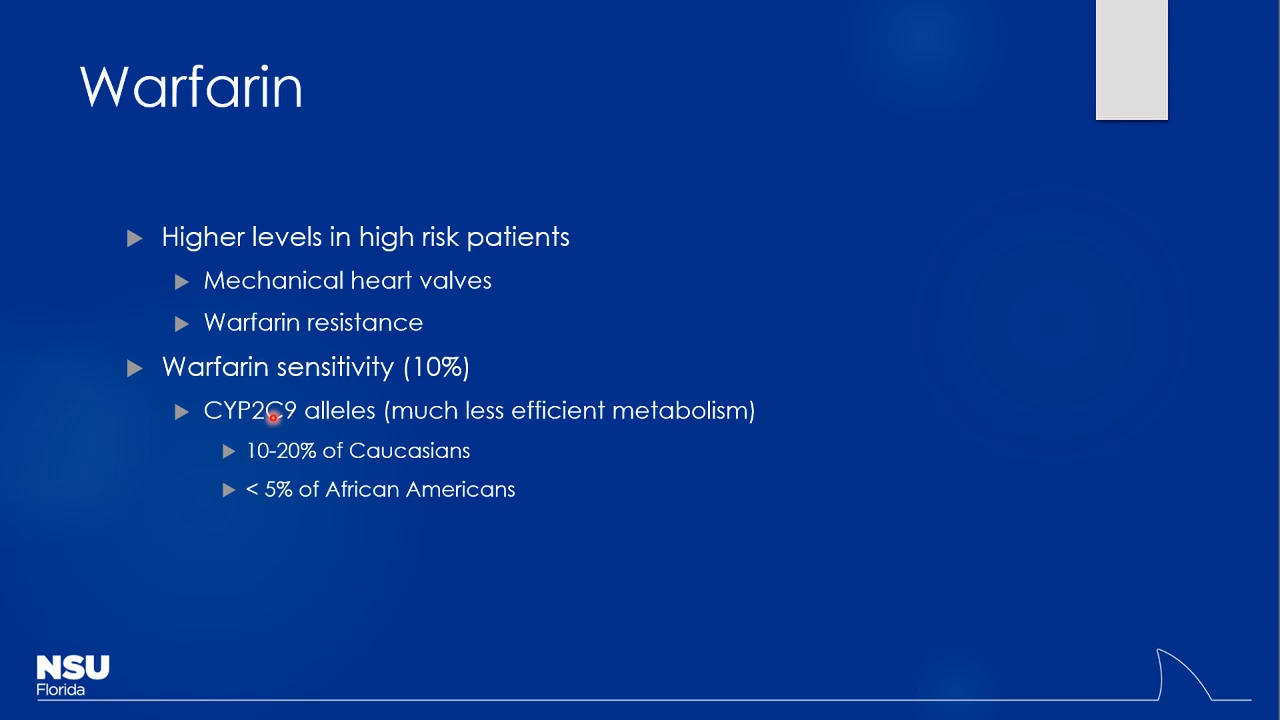 Warfarin
Higher levels in high risk patients
Mechanical heart valves
Warfarin resistance
Warfarin sensitivity (10%)
CYP2C9 alleles (much less efficient metabolism)
10-20% of Caucasians
< 5% of African Americans
NSU
Florida